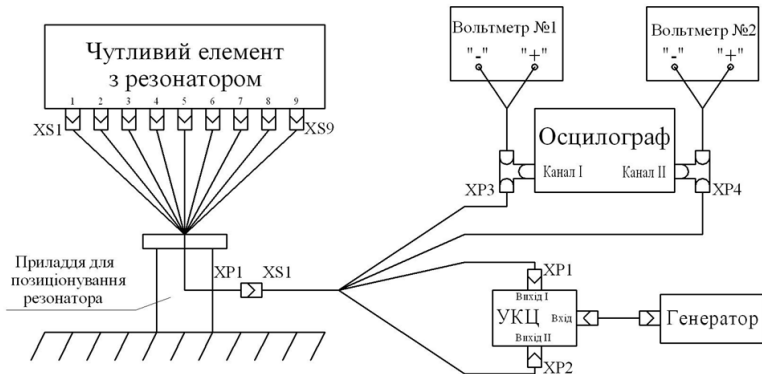 Чутливий елемент
з резонатором
1 2 3 4 5 6 7 8 9
XS1
XS9
Приладдя для
позиціонування
резонатора
XP1 XS1
Вольтметр №1
"-" "+"
Вольтметр №2
"-" "+"
Осцилограф
Канал I Канал II
XP3
XP4
XP1
Вихід I
УКЦ Вхід
Вихід II
XP2
Генератор